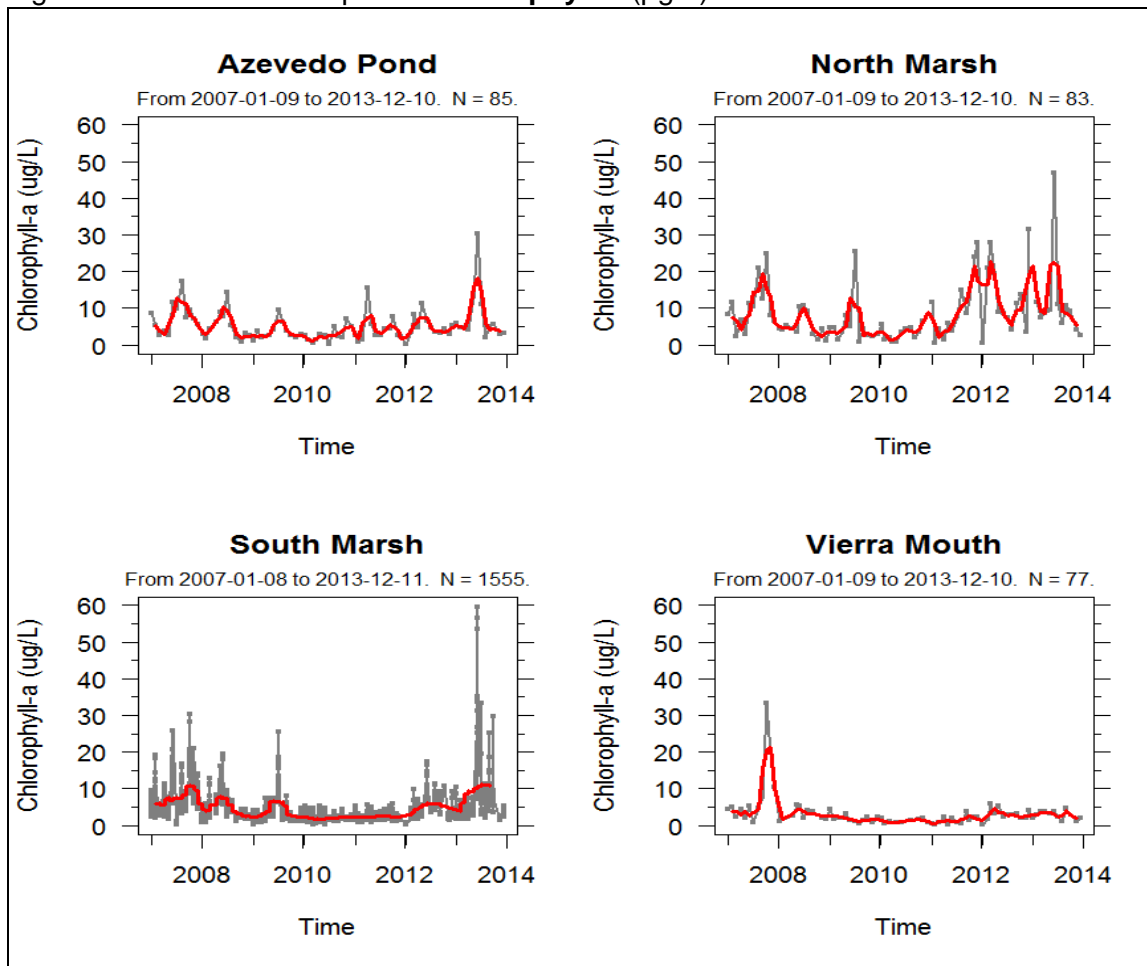 Azevedo Pond
From 2007-01-09 to 2013-12-10. N = 85.
Chlorophyll-a (ug/L)
60
50
40
30
20
10
0
2008 2010 2012 2014
Time
North Marsh
From 2007-01-09 to 2013-12-10. N = 83.
Chlorophyll-a (ug/L)
60
50
40
30
20
10
0
2008 2010 2012 2014
Time
South Marsh
From 2007-01-08 to 2013-12-11. N = 1555.
Chlorophyll-a (ug/L)
60
50
40
30
20
10
0
2008 2010 2012 2014
Time
Vierra Mouth
From 2007-01-09 to 2013-12-10. N = 77.
Chlorophyll-a (ug/L)
60
50
40
30
20
10
0
2008 2010 2012 2014
Time